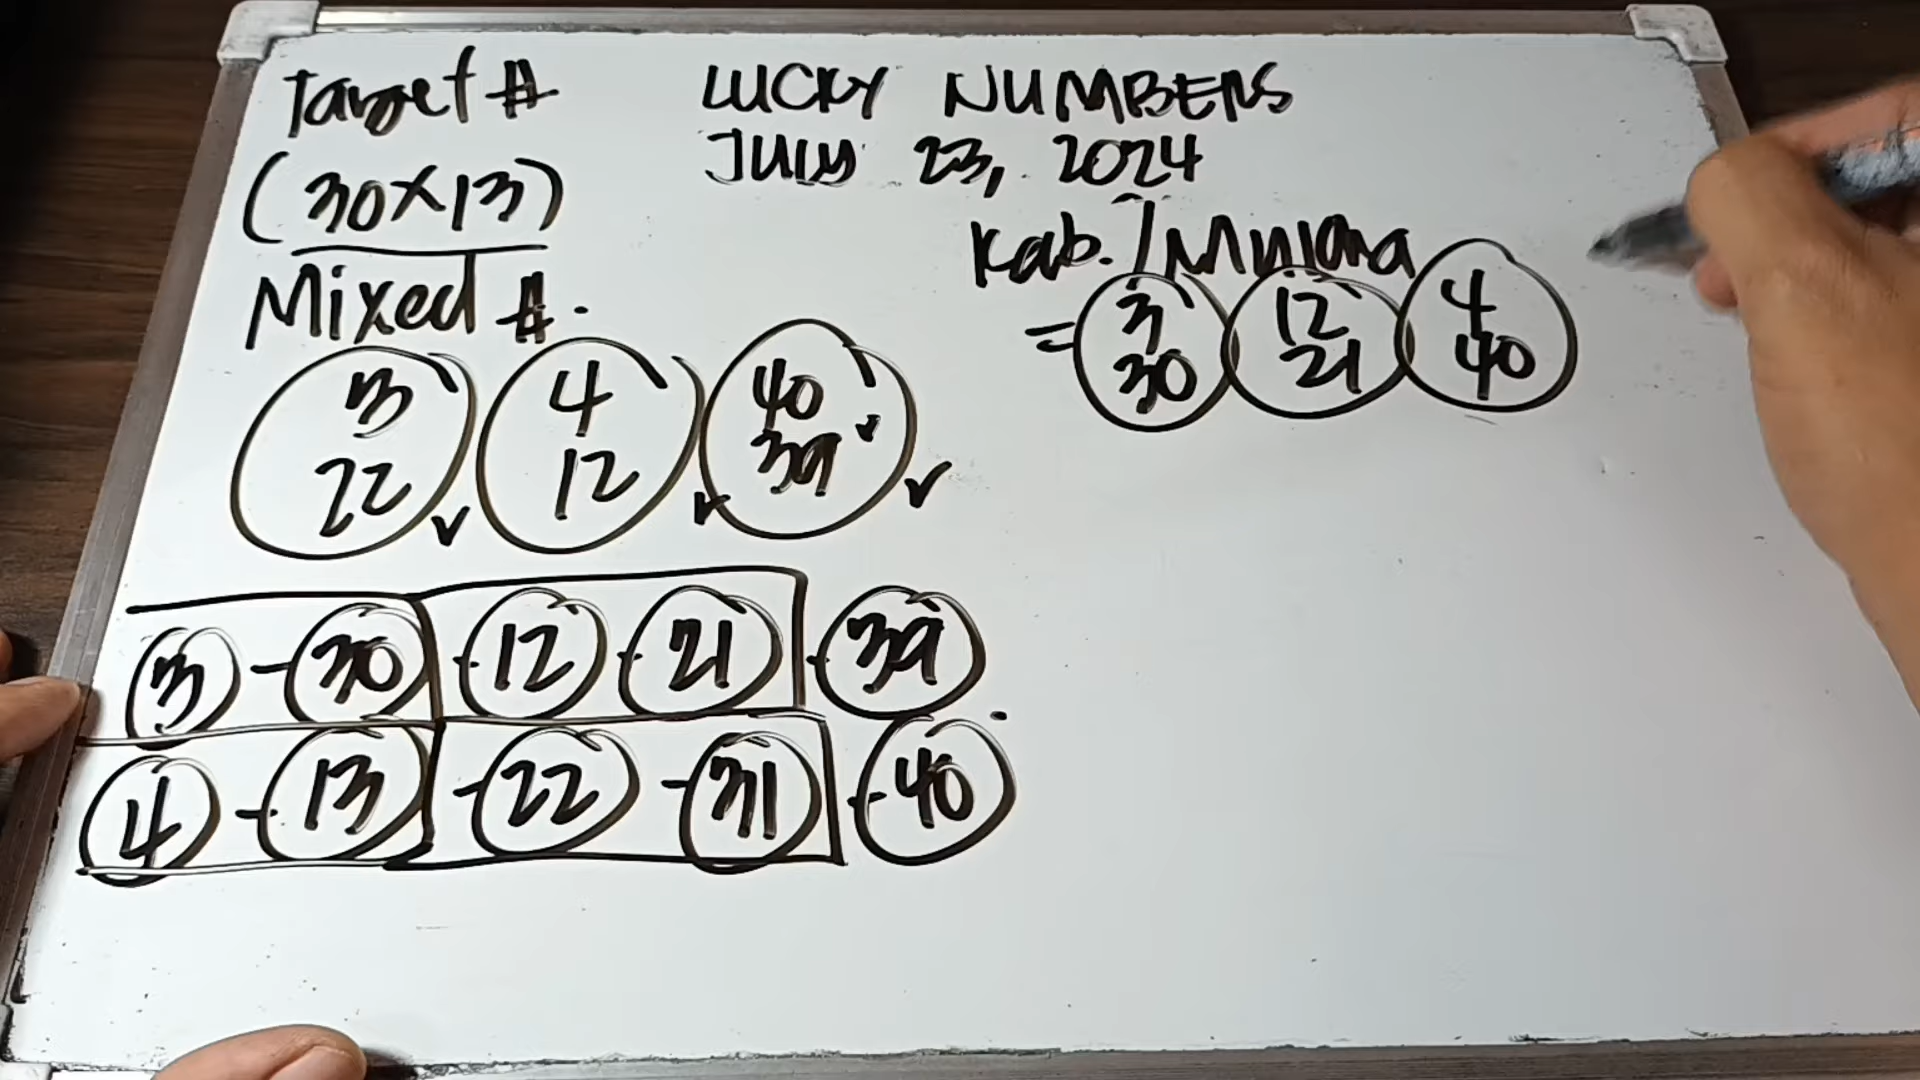 Target #
(30X13)
Mixed #.
3 4 40
22 12 39
3 - 30 - 12 - 21 - 39
4 - 13 - 22 - 31 - 40
LUCKY NUMBERS
JULY 23, 2024
Kab. / Mulana
= 3 12 4
30 21 40